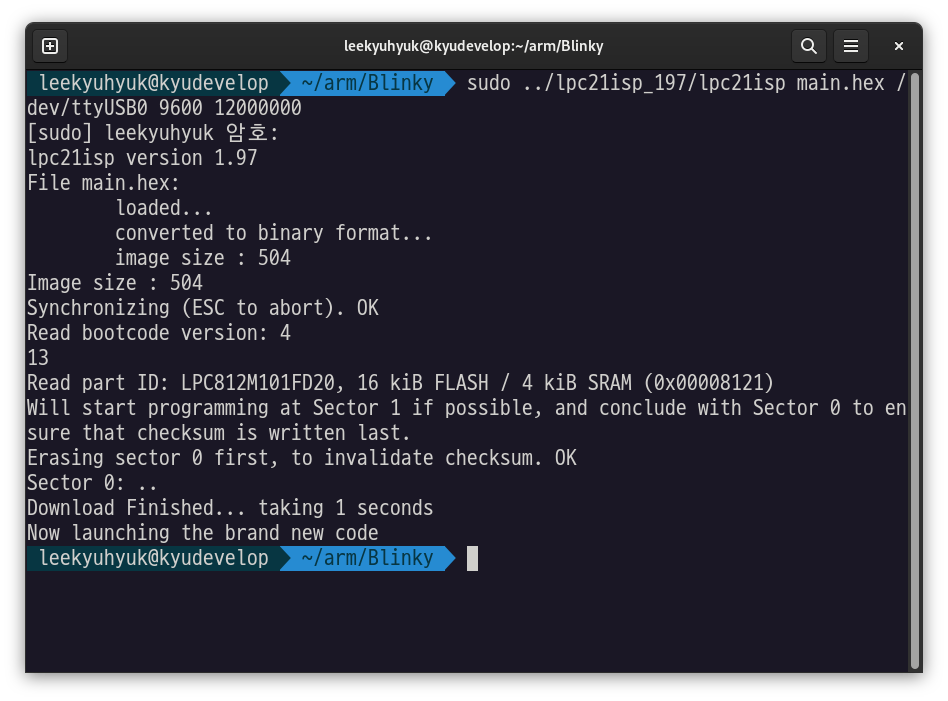 leekyuhyuk@kyudevelop:~/arm/Blinky
leekyuhyuk@kyudevelop ~/arm/Blinky sudo ../lpc21isp_197/lpc21isp main.hex /
dev/ttyUSB0 9600 12000000
[sudo] leekyuhyuk 암호:
lpc21isp version 1.97
File main.hex:
loaded...
converted to binary format...
image size : 504
Image size : 504
Synchronizing (ESC to abort). OK
Read bootcode version: 4
13
Read part ID: LPC812M101FD20, 16 kiB FLASH / 4 kiB SRAM (0x00008121)
Will start programming at Sector 1 if possible, and conclude with Sector 0 to en
sure that checksum is written last.
Erasing sector 0 first, to invalidate checksum. OK
Sector 0: ..
Download Finished... taking 1 seconds
Now launching the brand new code
leekyuhyuk@kyudevelop ~/arm/Blinky